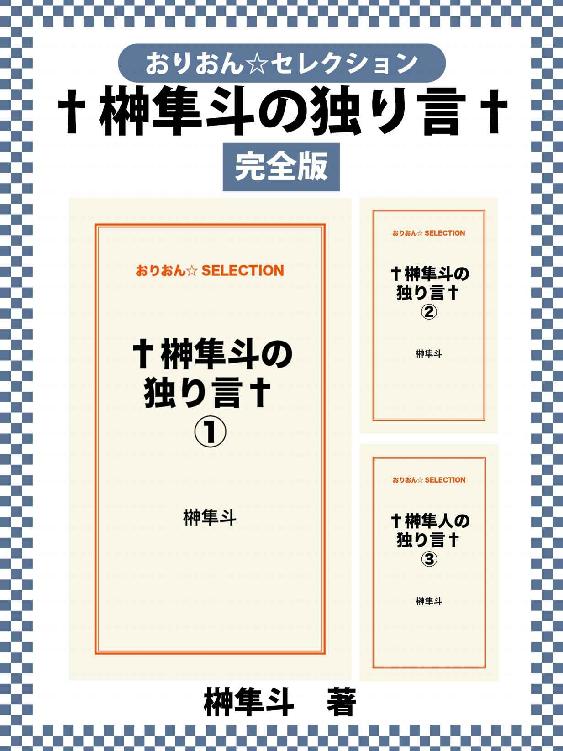 おりおん☆セレクション
✝榊隼斗の独り言✝
完全版
おりおん☆ SELECTION
✝榊隼斗の
独り言✝
①
榊隼斗
おりおん☆ SELECTION
✝榊隼斗の
独り言✝
②
榊隼斗
おりおん☆ SELECTION
✝榊隼人の
独り言✝
③
榊隼斗
榊隼斗 著